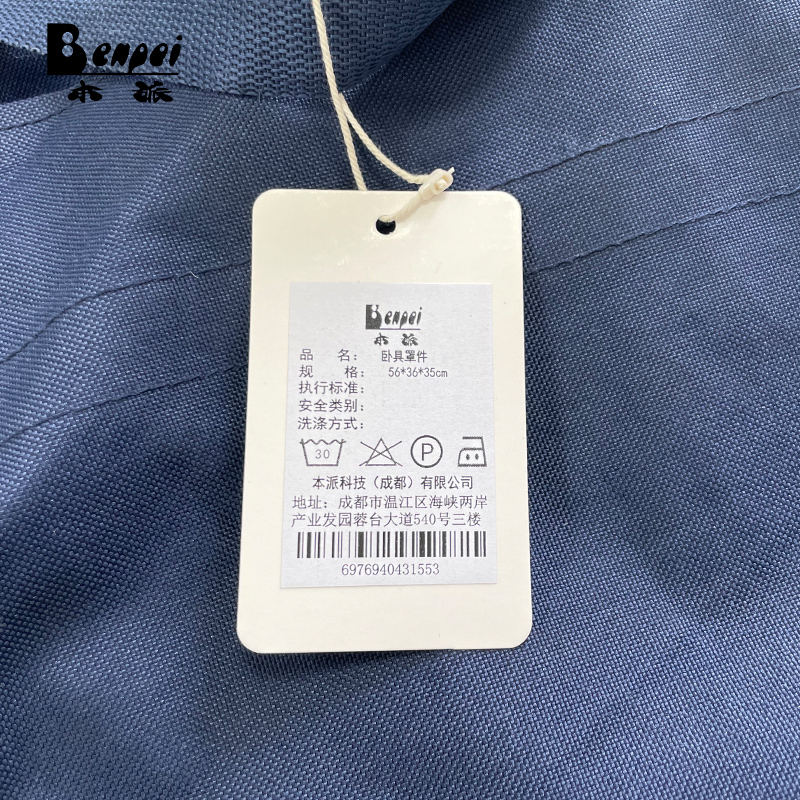 Benpei
本派
Benpei
本派
品 名： 卧具罩件
规 格： 56*36*35cm
执行标准：
安全类别：
洗涤方式：
30 P
本派科技（成都）有限公司
地址：成都市温江区海峡两岸
产业发园蓉台大道540号三楼
6976940431553